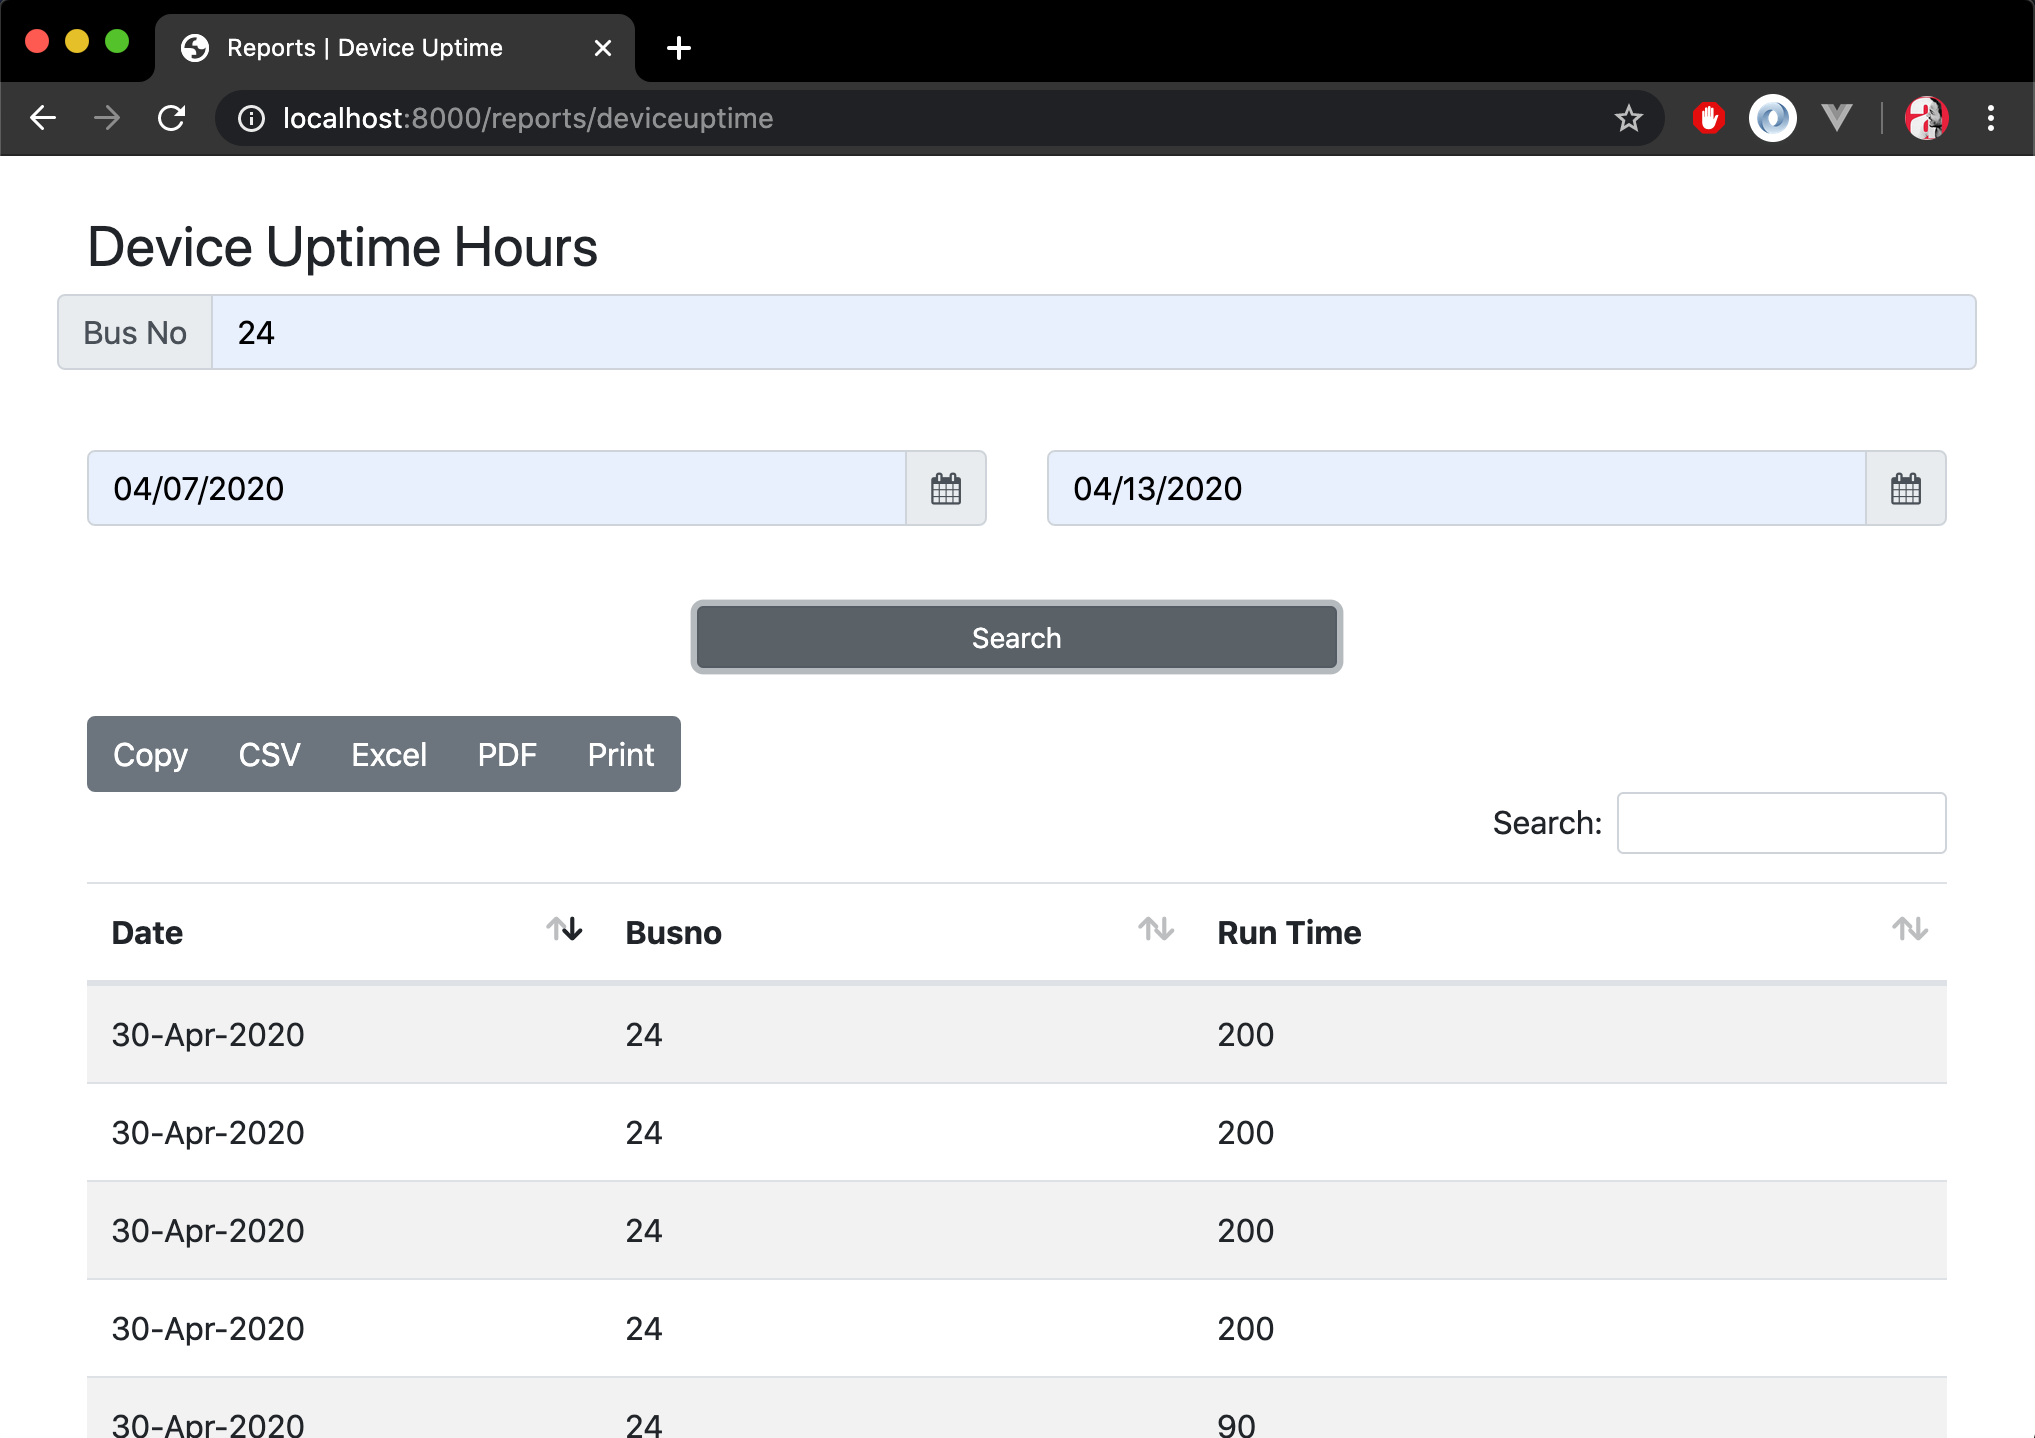 Reports | Device Uptime
localhost:8000/reports/deviceuptime
Device Uptime Hours
Bus No 24
04/07/2020 04/13/2020
Search
Copy CSV Excel PDF Print
Search:
Date Busno Run Time
30-Apr-2020 24 200
30-Apr-2020 24 200
30-Apr-2020 24 200
30-Apr-2020 24 200
30-Apr-2020 24 90